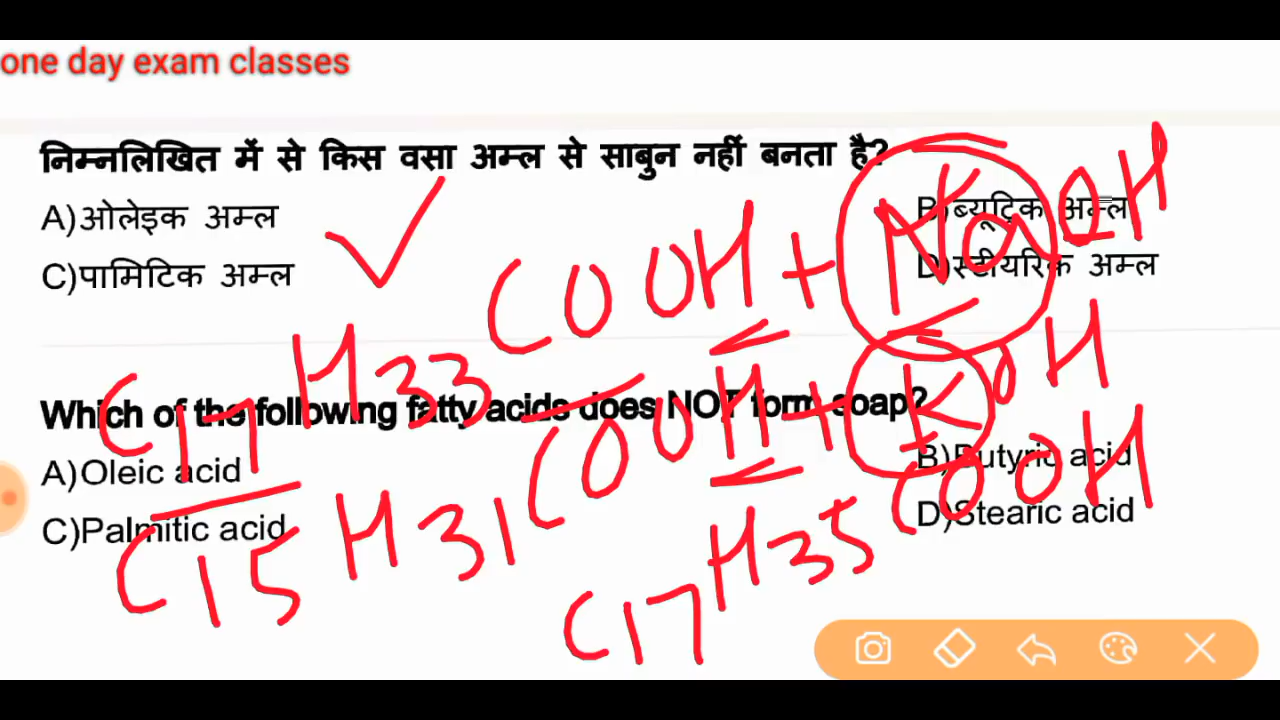 one day exam classes
निम्नलिखित में से किस वसा अम्ल से साबुन नहीं बनता है?
A)ओलेइक अम्ल B)ब्यूट्रिक अम्ल
C)पामिटिक अम्ल D)स्टीयरिक अम्ल
C17H33COOH + NaOH
Which of the following fatty acids does NOT form soap?
A)Oleic acid B)Butyric acid
C)Palmitic acid D)Stearic acid
C15H31COOH + KOH
C17H35COOH